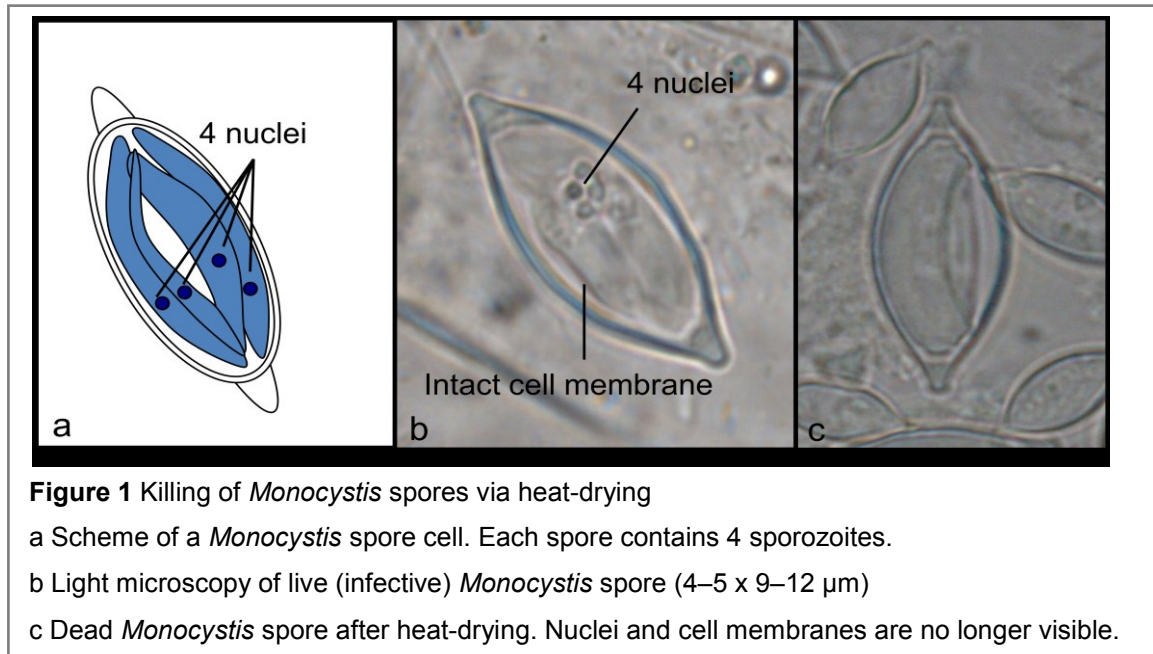 4 nuclei
4 nuclei
Intact cell membrane
a
b
c
Figure 1 Killing of Monocystis spores via heat-drying
a Scheme of a Monocystis spore cell. Each spore contains 4 sporozoites.
b Light microscopy of live (infective) Monocystis spore (4–5 x 9–12 µm)
c Dead Monocystis spore after heat-drying. Nuclei and cell membranes are no longer visible.